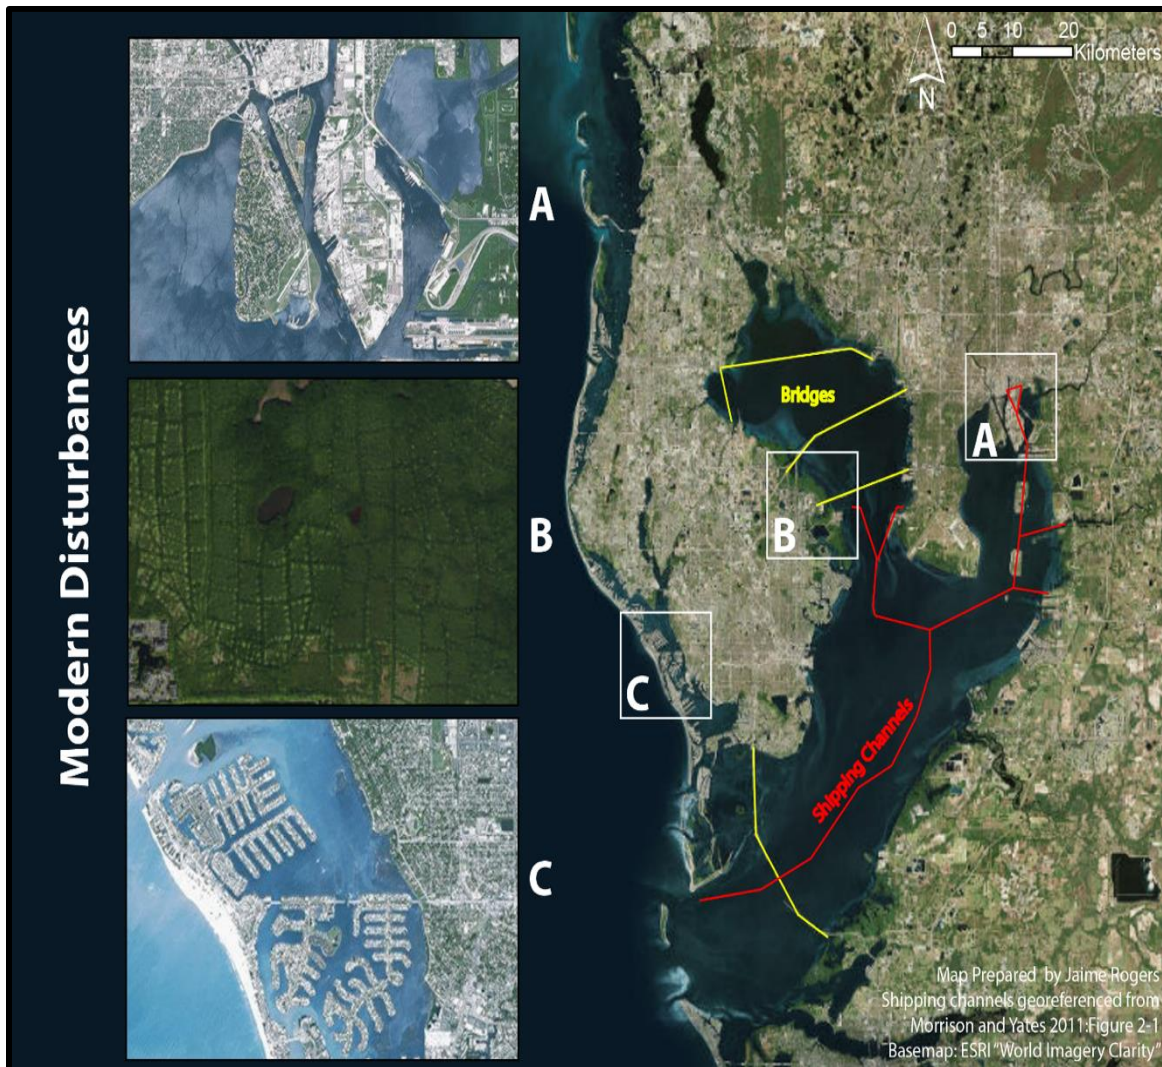 Modern Disturbances
A
B
C
0 5 10 20
Kilometers
N
Bridges
A
B
C
Shipping Channels
Map Prepared by Jaime Rogers
Shipping channels georeferenced from
Morrison and Yates 2011:Figure 2-1
Basemap: ESRI "World Imagery Clarity"